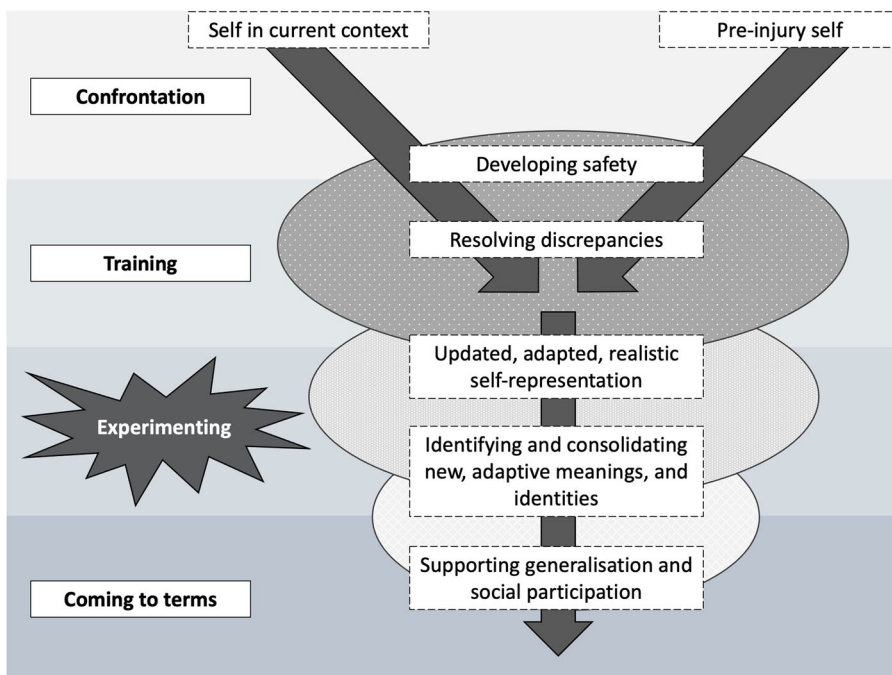 Self in current context
Pre-injury self
Confrontation
Developing safety
Resolving discrepancies
Training
Updated, adapted, realistic
self-representation
Experimenting
Identifying and consolidating
new, adaptive meanings, and
identities
Supporting generalisation and
social participation
Coming to terms